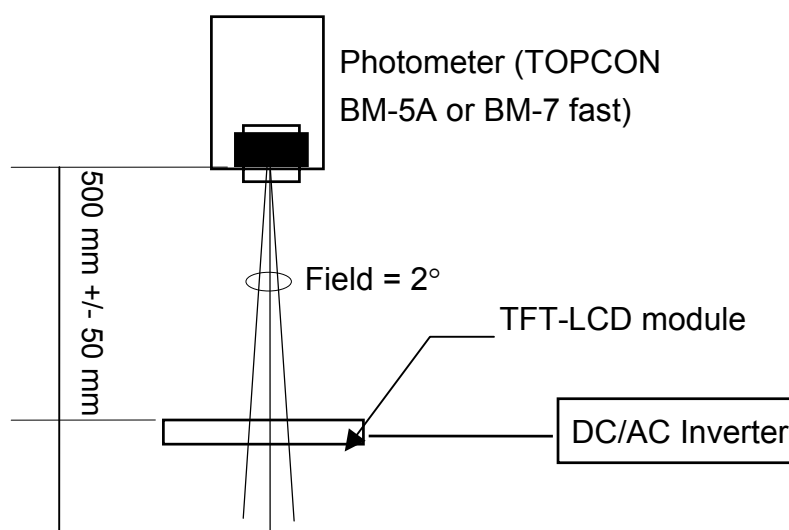 Photometer (TOPCON
BM-5A or BM-7 fast)
500 mm +/- 50 mm
Field = 2°
TFT-LCD module
DC/AC Inverter